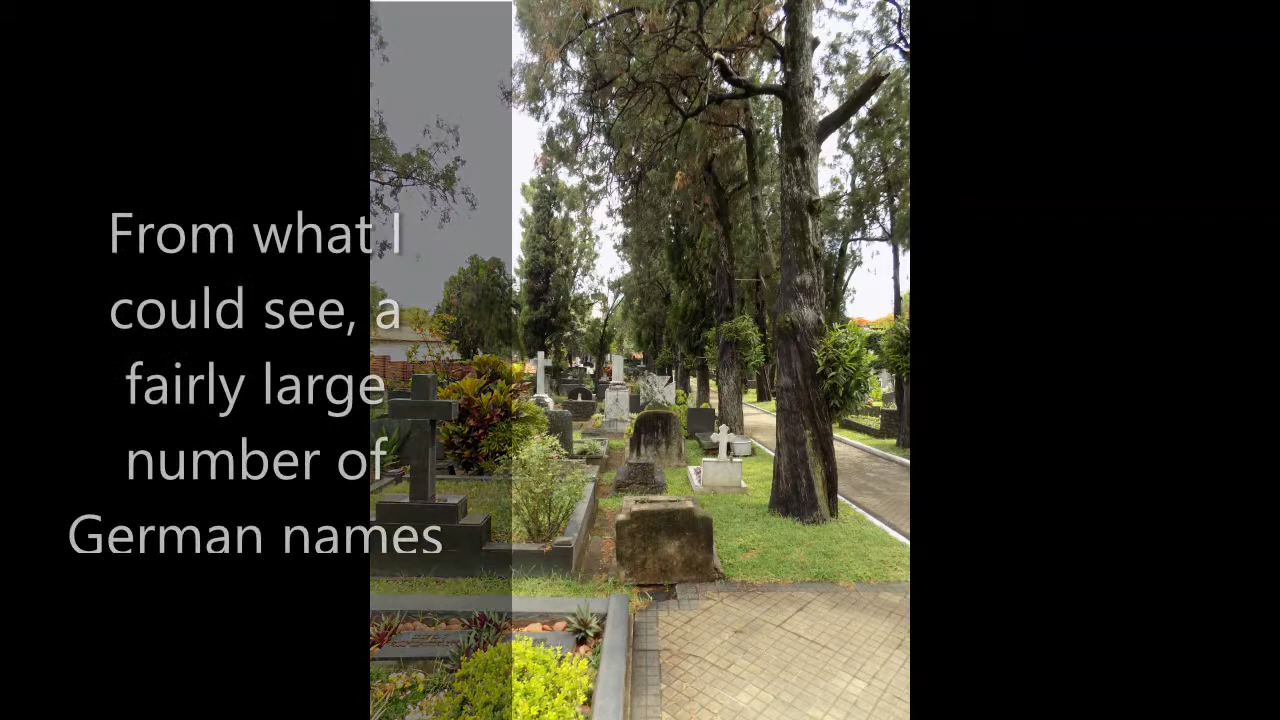 From what I
could see, a
fairly large
number of
German names